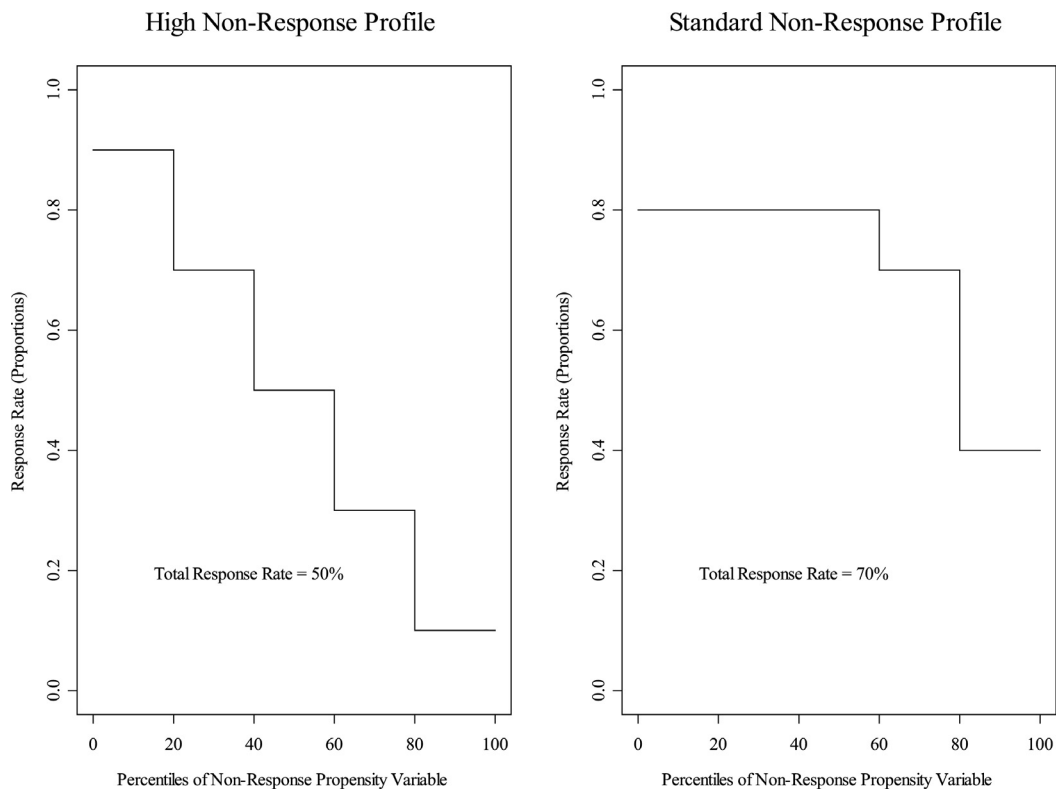 High Non-Response Profile
Response Rate (Proportions)
1.0
0.8
0.6
0.4
0.2
0.0
Total Response Rate = 50%
0 20 40 60 80 100
Percentiles of Non-Response Propensity Variable
Standard Non-Response Profile
Response Rate (Proportions)
1.0
0.8
0.6
0.4
0.2
0.0
Total Response Rate = 70%
0 20 40 60 80 100
Percentiles of Non-Response Propensity Variable